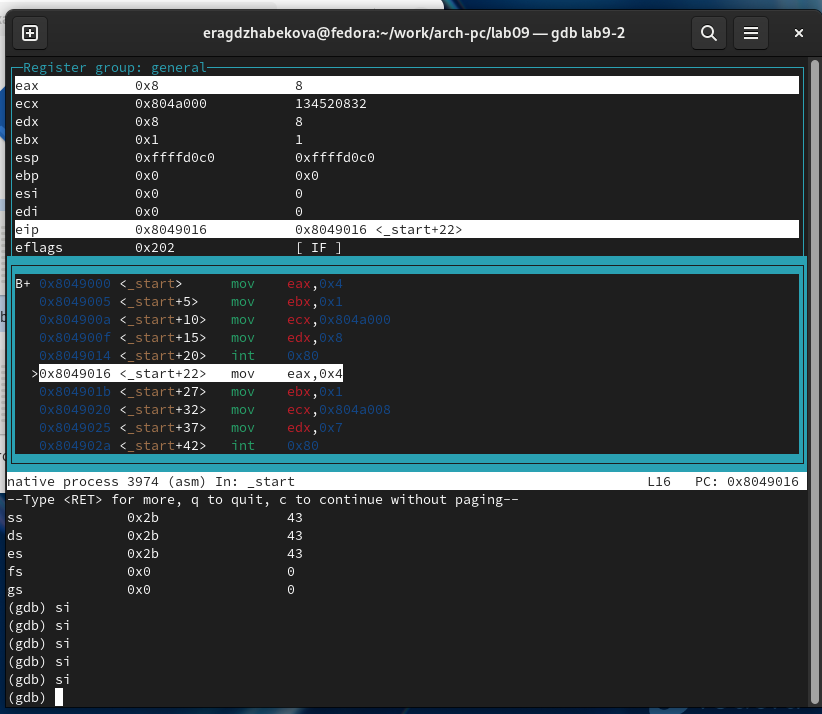 eragdzhabekova@fedora:~/work/arch-pc/lab09 — gdb lab9-2
Register group: general
eax 0x8 8
ecx 0x804a000 134520832
edx 0x8 8
ebx 0x1 1
esp 0xffffd0c0 0xffffd0c0
ebp 0x0 0x0
esi 0x0 0
edi 0x0 0
eip 0x8049016 0x8049016 <_start+22>
eflags 0x202 [ IF ]
B+ 0x8049000 <_start> mov eax,0x4
0x8049005 <_start+5> mov ebx,0x1
0x804900a <_start+10> mov ecx,0x804a000
0x804900f <_start+15> mov edx,0x8
0x8049014 <_start+20> int 0x80
>0x8049016 <_start+22> mov eax,0x4
0x804901b <_start+27> mov ebx,0x1
0x8049020 <_start+32> mov ecx,0x804a008
0x8049025 <_start+37> mov edx,0x7
0x804902a <_start+42> int 0x80
native process 3974 (asm) In: _start L16 PC: 0x8049016
--Type <RET> for more, q to quit, c to continue without paging--
ss 0x2b 43
ds 0x2b 43
es 0x2b 43
fs 0x0 0
gs 0x0 0
(gdb) si
(gdb) si
(gdb) si
(gdb) si
(gdb) si
(gdb)